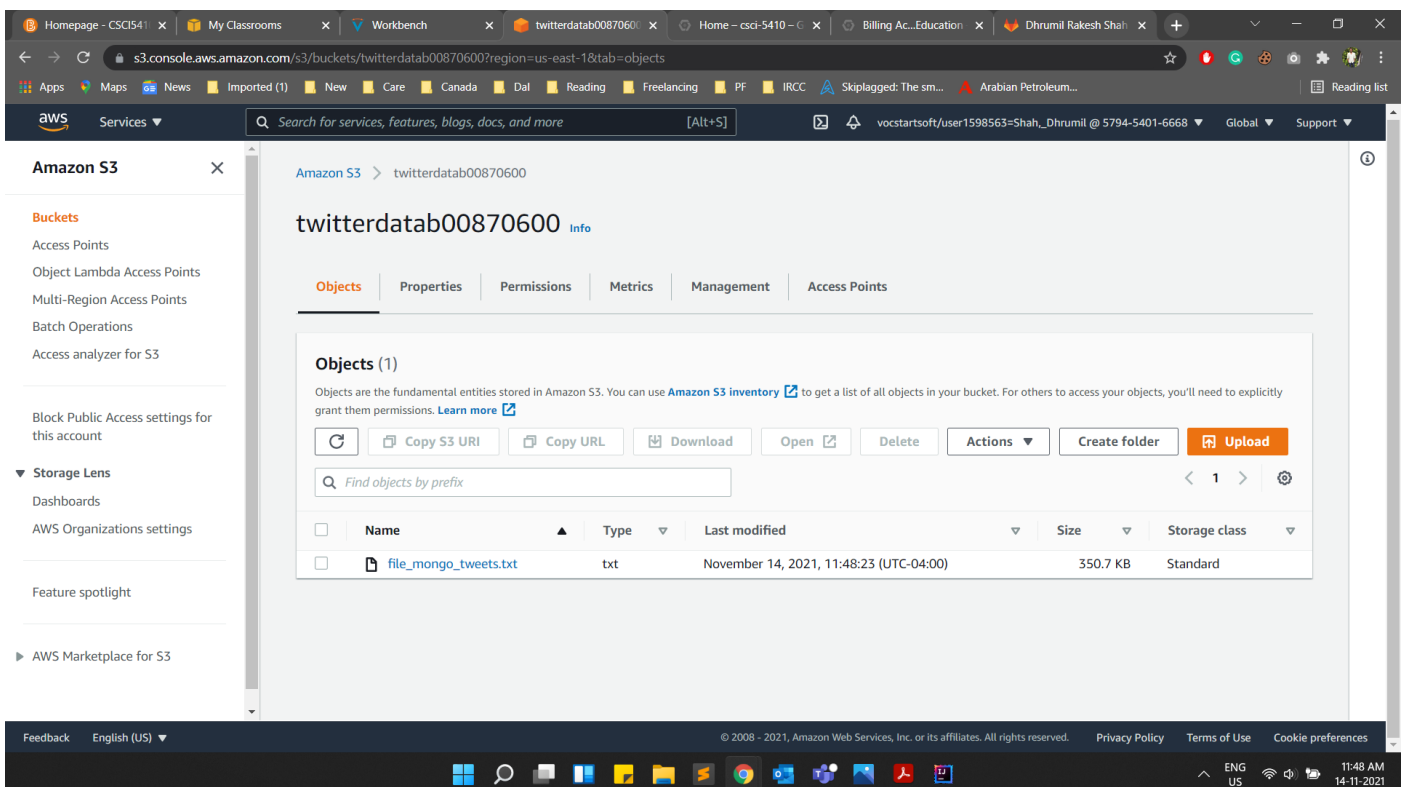 Homepage - CSCI541
My Classrooms
Workbench
twitterdatab00870600
Home – csci-5410 – G
Billing Ac...Education
Dhrumil Rakesh Shah
s3.console.aws.amazon.com/s3/buckets/twitterdatab00870600?region=us-east-1&tab=objects
Apps Maps News Imported (1) New Care Canada Dal Reading Freelancing PF IRCC Skiplagged: The sm... Arabian Petroleum... Reading list
aws Services ▼ Search for services, features, blogs, docs, and more [Alt+S] vocstartsoft/user1598563=Shah,_Dhrumil @ 5794-5401-6668 ▼ Global ▼ Support ▼
Amazon S3
Buckets
Access Points
Object Lambda Access Points
Multi-Region Access Points
Batch Operations
Access analyzer for S3
Block Public Access settings for
this account
Storage Lens
Dashboards
AWS Organizations settings
Feature spotlight
AWS Marketplace for S3
Amazon S3 > twitterdatab00870600
twitterdatab00870600 Info
Objects Properties Permissions Metrics Management Access Points
Objects (1)
Objects are the fundamental entities stored in Amazon S3. You can use Amazon S3 inventory to get a list of all objects in your bucket. For others to access your objects, you'll need to explicitly
grant them permissions. Learn more
Copy S3 URI Copy URL Download Open Delete Actions ▼ Create folder Upload
Find objects by prefix
< 1 >
Name Type Last modified Size Storage class
file_mongo_tweets.txt txt November 14, 2021, 11:48:23 (UTC-04:00) 350.7 KB Standard
Feedback English (US) ▼ © 2008 - 2021, Amazon Web Services, Inc. or its affiliates. All rights reserved. Privacy Policy Terms of Use Cookie preferences
ENG 11:48 AM
US 14-11-2021